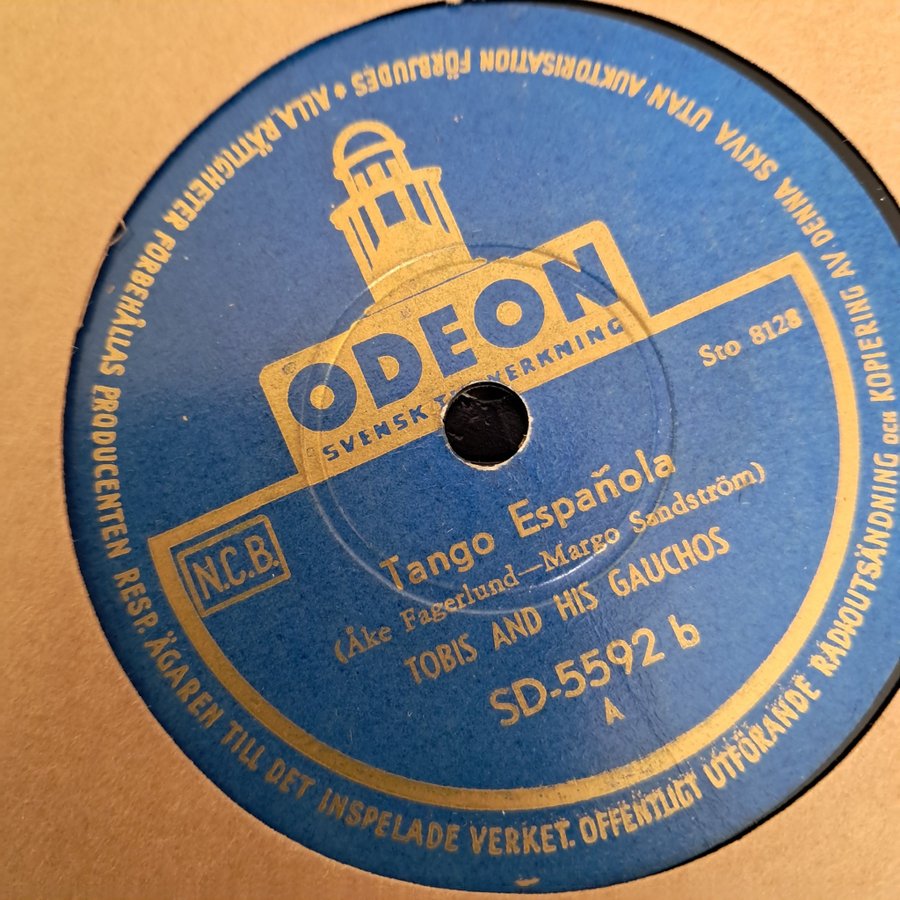 ALLA RÄTTIGHETER FÖRBEHÅLLAS PRODUCENTEN RESP. ÄGAREN TILL DET INSPELADE VERKET. OFFENTLIGT UTFÖRANDE RADIOUTSÄNDNING OCH KOPIERING AV DENNA SKIVA UTAN AUKTORISATION FÖRBJUDES •
ODEON
SVENSK TILLVERKNING
Sto 8128
N.C.B.
Tango Española
(Åke Fagerlund—Margo Sandström)
TOBIS AND HIS GAUCHOS
SD-5592 b
A